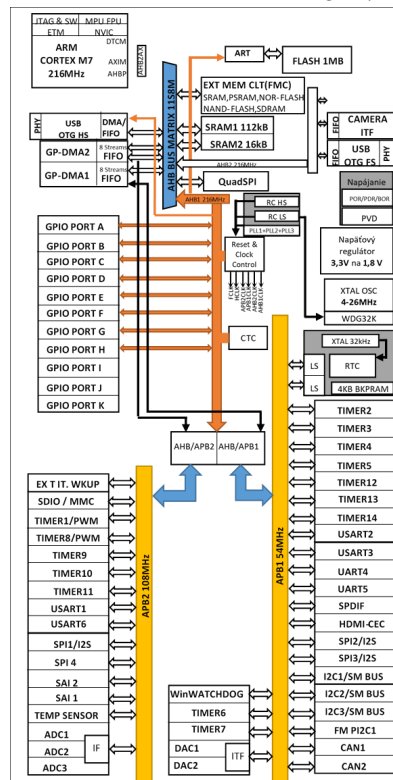 JTAG & SW
MPU FPU
ETM
NVIC
DTCM
ARM
CORTEX M7
216MHz
AXIM
AHBP
AHB2AXI
ART
FLASH 1MB
AHB BUS MATRIX 11S8M
EXT MEM CLT(FMC)
SRAM,PSRAM,NOR-FLASH
NAND-FLASH,SDRAM
SRAM1 112kB
SRAM2 16kB
AHB2 216MHz
QuadSPI
AHB1 216MHz
PHY
USB
OTG HS
DMA/
FIFO
GP-DMA2
8 Streams
FIFO
GP-DMA1
8 Streams
FIFO
FIFO
CAMERA
ITF
FIFO
USB
OTG FS
PHY
Napájanie
POR/PDR/BOR
PVD
Napäťový
regulátor
3,3V na 1,8 V
XTAL OSC
4-26MHz
WDG32K
RC HS
RC LS
PLL1+PLL2+PLL3
Reset &
Clock
Control
FCLK
HCLK
APB2CLK
APB1CLK
AHB2CLK
AHB1CLK
CTC
XTAL 32kHz
LS
RTC
LS
4KB BKPRAM
GPIO PORT A
GPIO PORT B
GPIO PORT C
GPIO PORT D
GPIO PORT E
GPIO PORT F
GPIO PORT G
GPIO PORT H
GPIO PORT I
GPIO PORT J
GPIO PORT K
AHB/APB2
AHB/APB1
APB2 108MHz
APB1 54MHz
EX T IT. WKUP
SDIO / MMC
TIMER1/PWM
TIMER8/PWM
TIMER9
TIMER10
TIMER11
USART1
USART6
SPI1/I2S
SPI 4
SAI 2
SAI 1
TEMP SENSOR
ADC1
ADC2
ADC3
IF
TIMER2
TIMER3
TIMER4
TIMER5
TIMER12
TIMER13
TIMER14
USART2
USART3
UART4
UART5
SPDIF
HDMI-CEC
SPI2/I2S
SPI3/I2S
I2C1/SM BUS
I2C2/SM BUS
I2C3/SM BUS
FM PI2C1
CAN1
CAN2
WinWATCHDOG
TIMER6
TIMER7
DAC1
DAC2
ITF